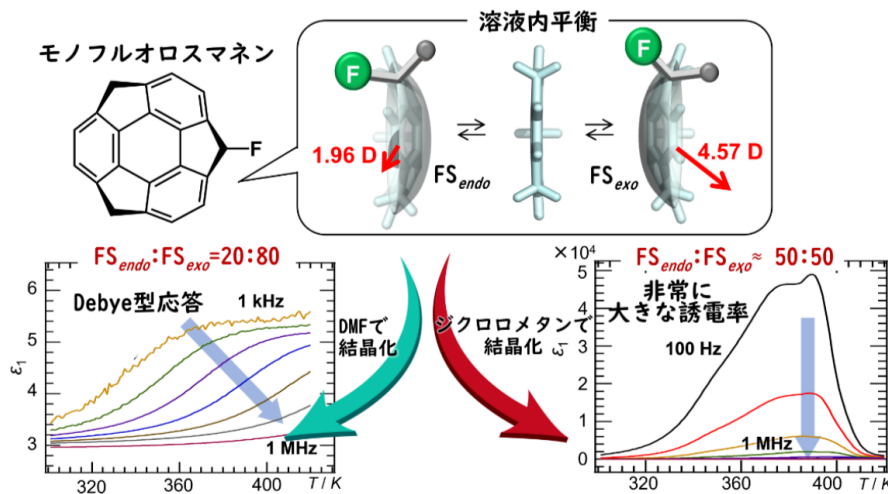 溶液内平衡
モノフルオロスマネン
F
F
F
1.96 D
4.57 D
FSendo
FSexo
FSendo:FSexo=20:80
Debye型応答
1 kHz
1 MHz
ε1
6
5
4
3
320
360
400
T / K
DMFで
結晶化
ジクロロメタンで
結晶化
×10⁴
FSendo:FSexo≈ 50:50
非常に
大きな誘電率
100 Hz
1 MHz
ε1
5
4
3
2
1
0
320
360
400
T / K